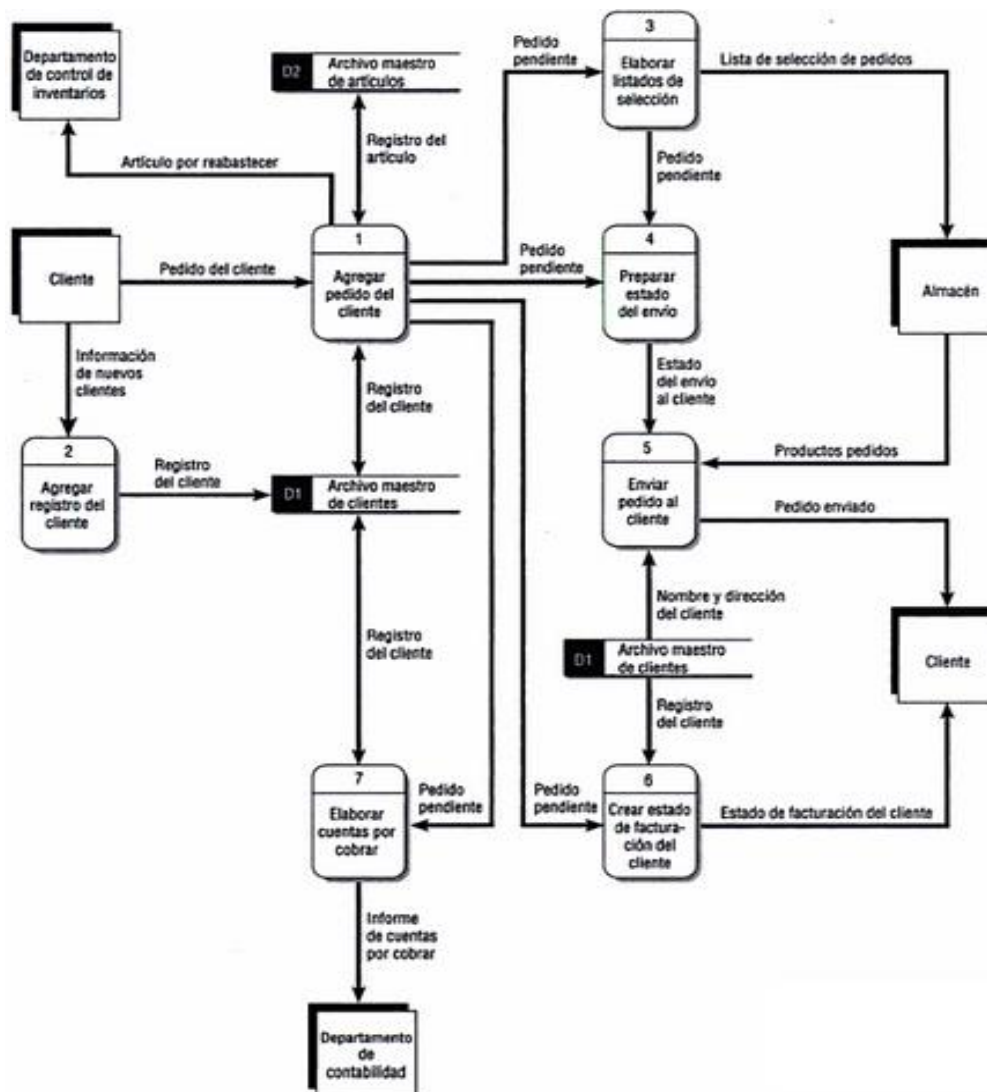 Departamento
de control de
inventarios
D2
Archivo maestro
de artículos
Pedido
pendiente
3
Elaborar
listados de
selección
Lista de selección de pedidos
Artículo por reabastecer
Registro del
artículo
Pedido
pendiente
Cliente
Pedido del cliente
1
Agregar
pedido del
cliente
Pedido
pendiente
4
Preparar
estado
del envío
Almacén
Información
de nuevos
clientes
Registro
del cliente
Estado
del envío
al cliente
2
Agregar
registro del
cliente
Registro
del cliente
D1
Archivo maestro
de clientes
5
Enviar
pedido al
cliente
Productos pedidos
Pedido enviado
Registro
del cliente
Nombre y dirección
del cliente
D1
Archivo maestro
de clientes
Cliente
Registro
del cliente
7
Elaborar
cuentas por
cobrar
Pedido
pendiente
Pedido
pendiente
6
Crear estado
de factura-
ción del
cliente
Estado de facturación del cliente
Informe
de cuentas
por cobrar
Departamento
de
contabilidad